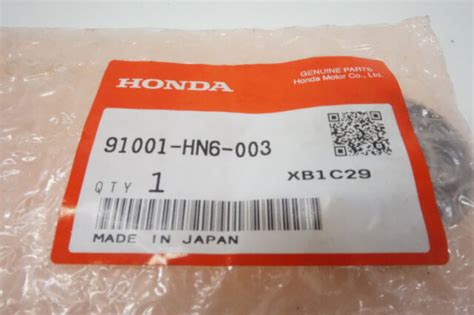 GENUINE PARTS
Honda Motor Co., Ltd.
HONDA
91001-HN6-003
QTY 1
XB1C29
MADE IN JAPAN